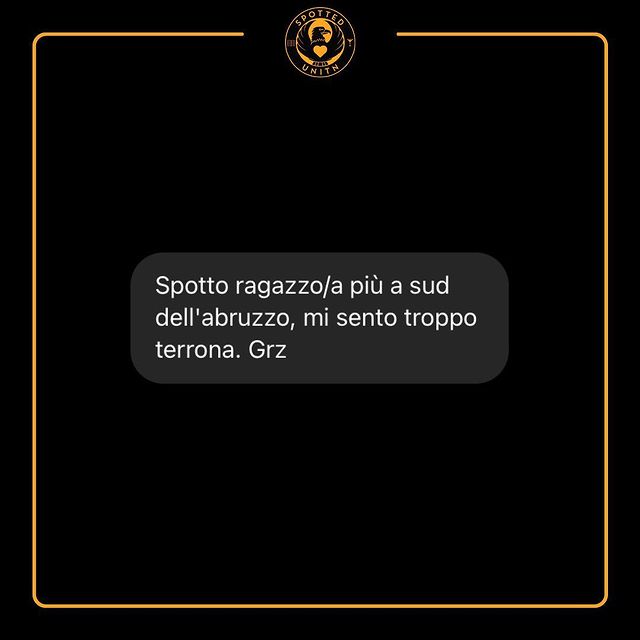 SPOTTED
UNITN
Spotto ragazzo/a più a sud
dell'abruzzo, mi sento troppo
terrona. Grz